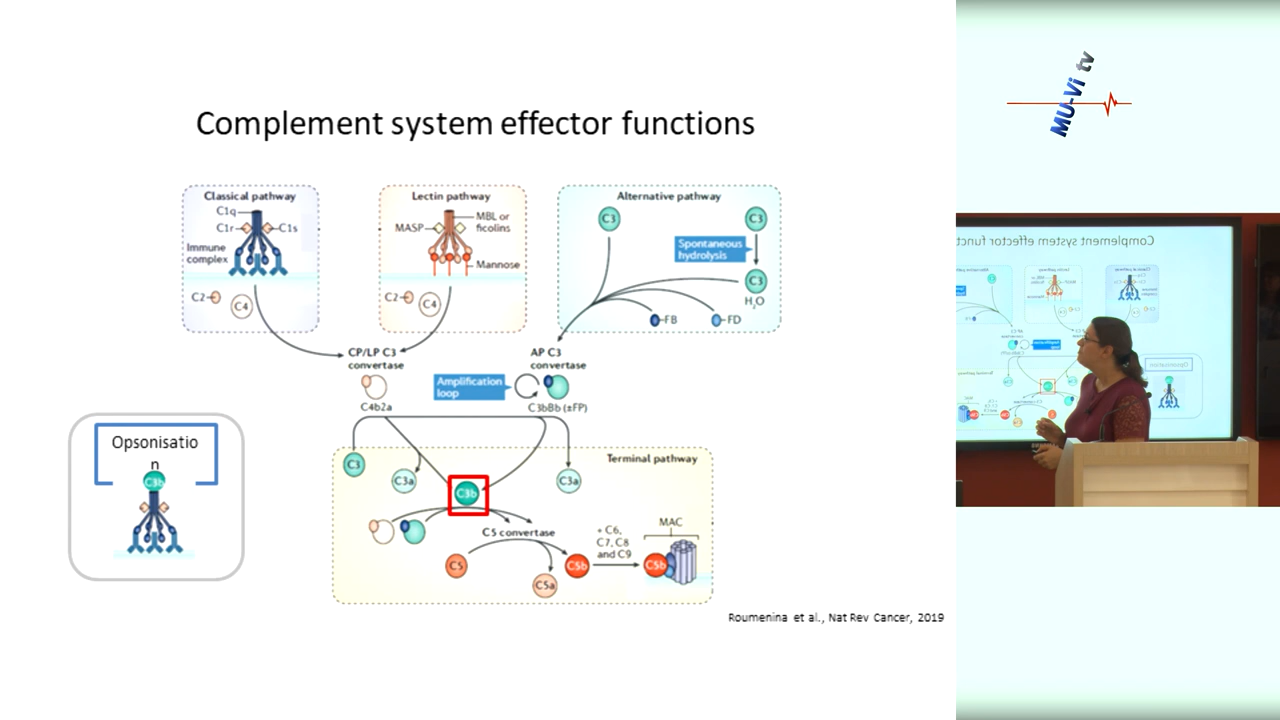 Complement system effector functions
Classical pathway
C1q
C1r
C1s
Immune
complex
C2
C4
Lectin pathway
MASP
MBL or
ficolins
Mannose
C2
C4
Alternative pathway
C3
C3
Spontaneous
hydrolysis
C3
H₂O
FB
FD
CP/LP C3
convertase
C4b2a
Amplification
loop
AP C3
convertase
C3bBb (±FP)
Opsonisatio
n
C3b
Terminal pathway
C3
C3a
C3b
C3a
C5 convertase
C5
C5a
C5b
+ C6,
C7, C8
and C9
MAC
C5b
Roumenina et al., Nat Rev Cancer, 2019
MU-Vi tv